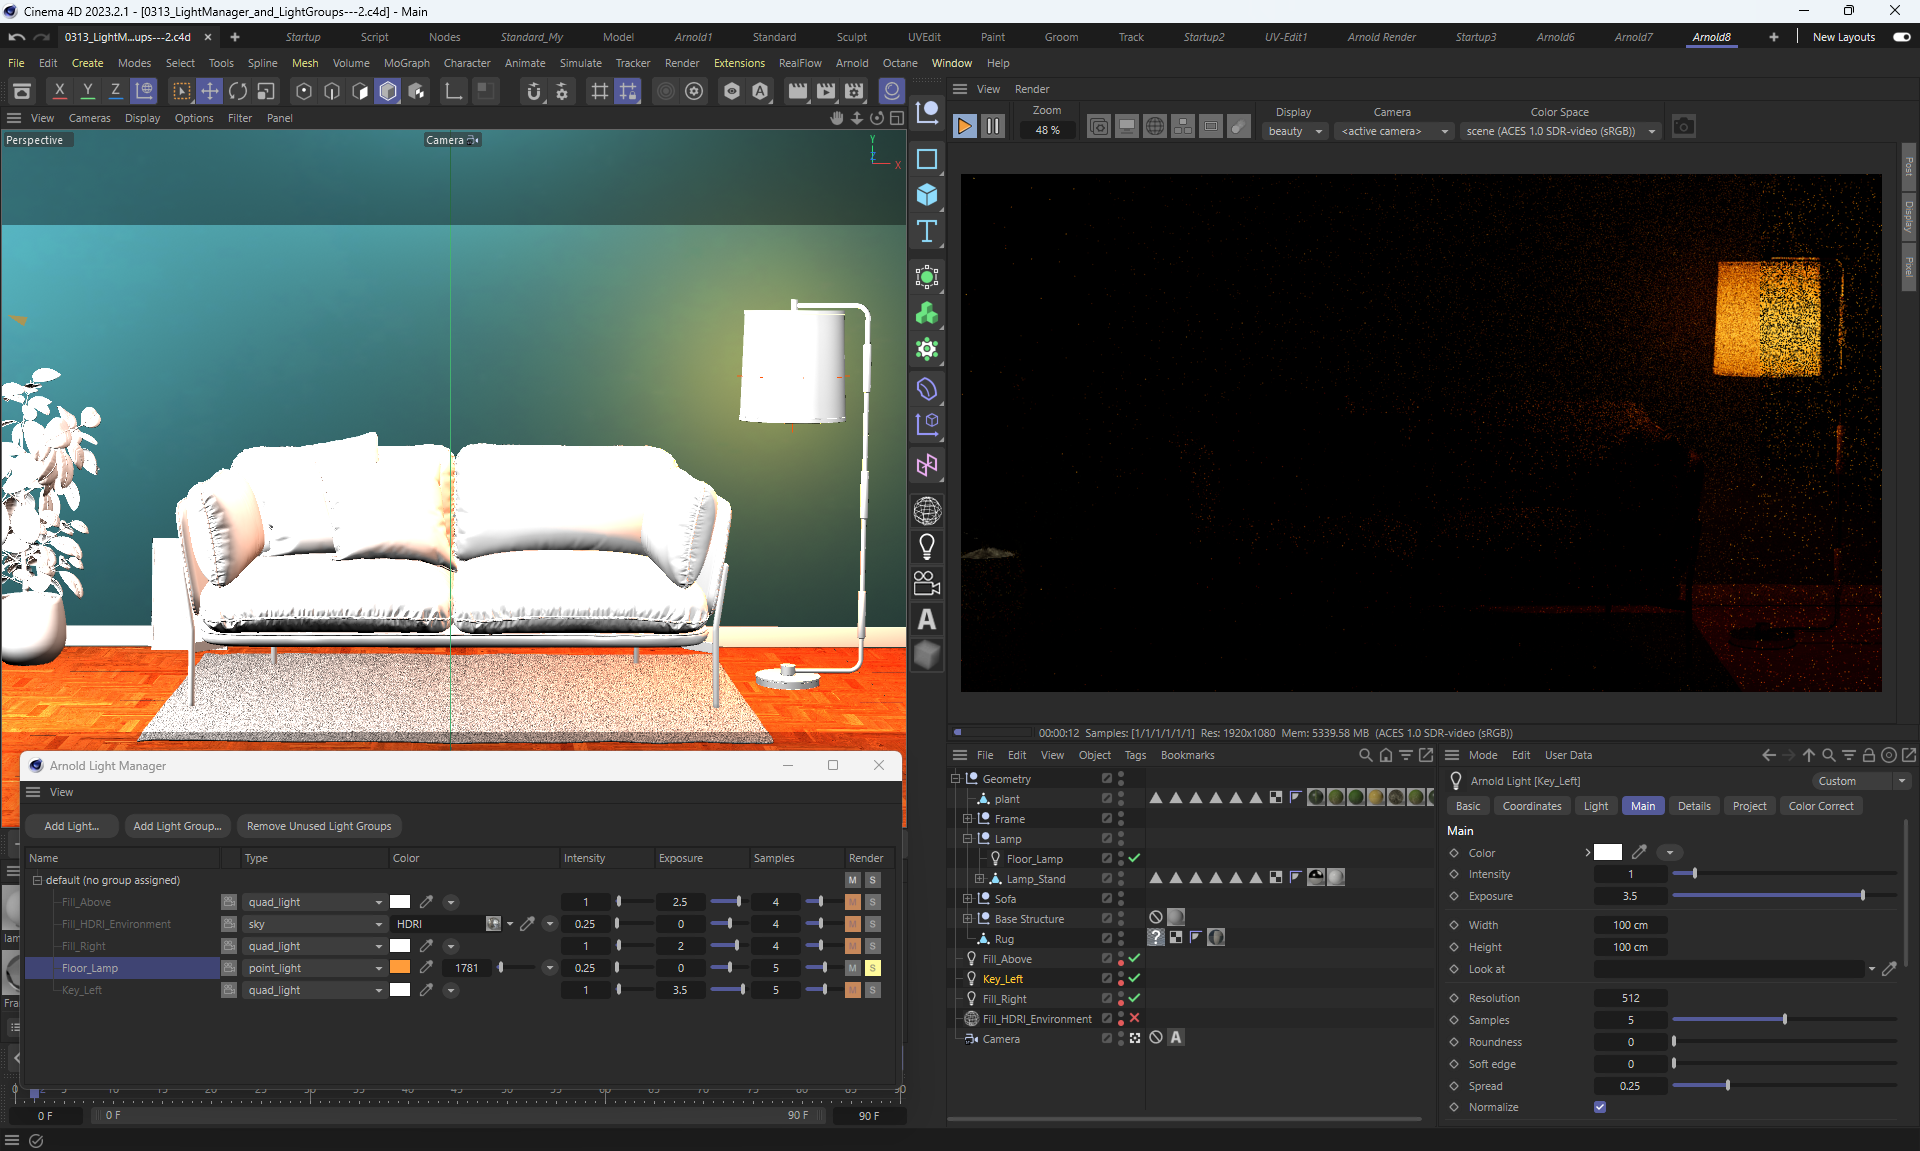 Cinema 4D 2023.2.1 - [0313_LightManager_and_LightGroups---2.c4d] - Main
0313_LightM...ups---2.c4d × + Startup Script Nodes Standard_My Model Arnold1 Standard Sculpt UVEdit Paint Groom Track Startup2 UV-Edit1 Arnold Render Startup3 Arnold6 Arnold7 Arnold8 + New Layouts
File Edit Create Modes Select Tools Spline Mesh Volume MoGraph Character Animate Simulate Tracker Render Extensions RealFlow Arnold Octane Window Help
X Y Z
View Cameras Display Options Filter Panel
Perspective
Camera
Y
Z
X
T
A
View Render
Zoom Display Camera Color Space
48 % beauty <active camera> scene (ACES 1.0 SDR-video (sRGB))
Post
Display
Pixel
00:00:12 Samples: [1/1/1/1/1/1] Res: 1920x1080 Mem: 5339.58 MB (ACES 1.0 SDR-video (sRGB))
Arnold Light Manager
View
Add Light... Add Light Group... Remove Unused Light Groups
Name Type Color Intensity Exposure Samples Render
default (no group assigned) M S
Fill_Above quad_light 1 2.5 4 M S
Fill_HDRI_Environment sky HDRI 0.25 0 4 M S
Fill_Right quad_light 1 2 4 M S
Floor_Lamp point_light 1781 0.25 0 5 M S
Key_Left quad_light 1 3.5 5 M S
0 F 0 F 90 F 90 F
File Edit View Object Tags Bookmarks
Geometry
plant
Frame
Lamp
Floor_Lamp
Lamp_Stand
Sofa
Base Structure
Rug
?
Fill_Above
Key_Left
Fill_Right
Fill_HDRI_Environment
Camera
A
Mode Edit User Data
Arnold Light [Key_Left] Custom
Basic Coordinates Light Main Details Project Color Correct
Main
Color
Intensity 1
Exposure 3.5
Width 100 cm
Height 100 cm
Look at
Resolution 512
Samples 5
Roundness 0
Soft edge 0
Spread 0.25
Normalize